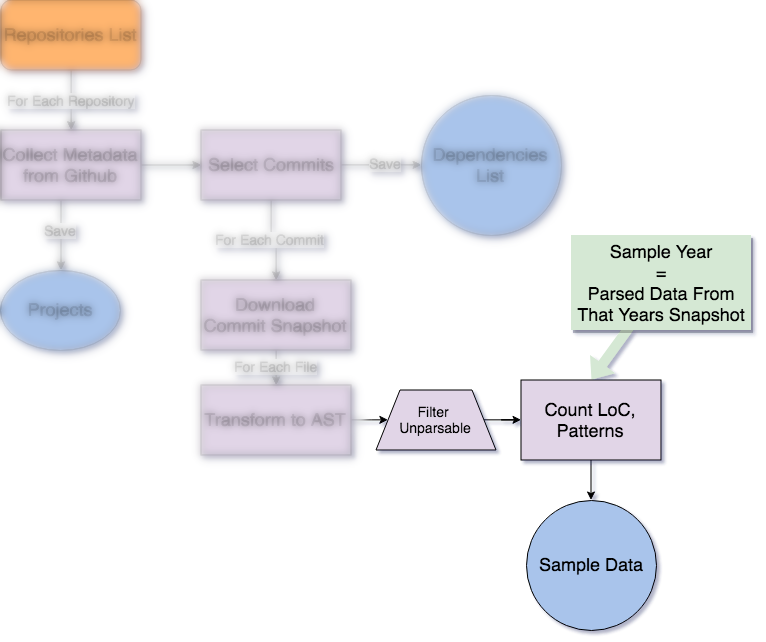 Repositories List
For Each Repository
Collect Metadata
from Github
Select Commits
Save
Dependencies
List
Save
For Each Commit
Projects
Download
Commit Snapshot
For Each File
Transform to AST
Filter
Unparsable
Sample Year
=
Parsed Data From
That Years Snapshot
Count LoC,
Patterns
Sample Data